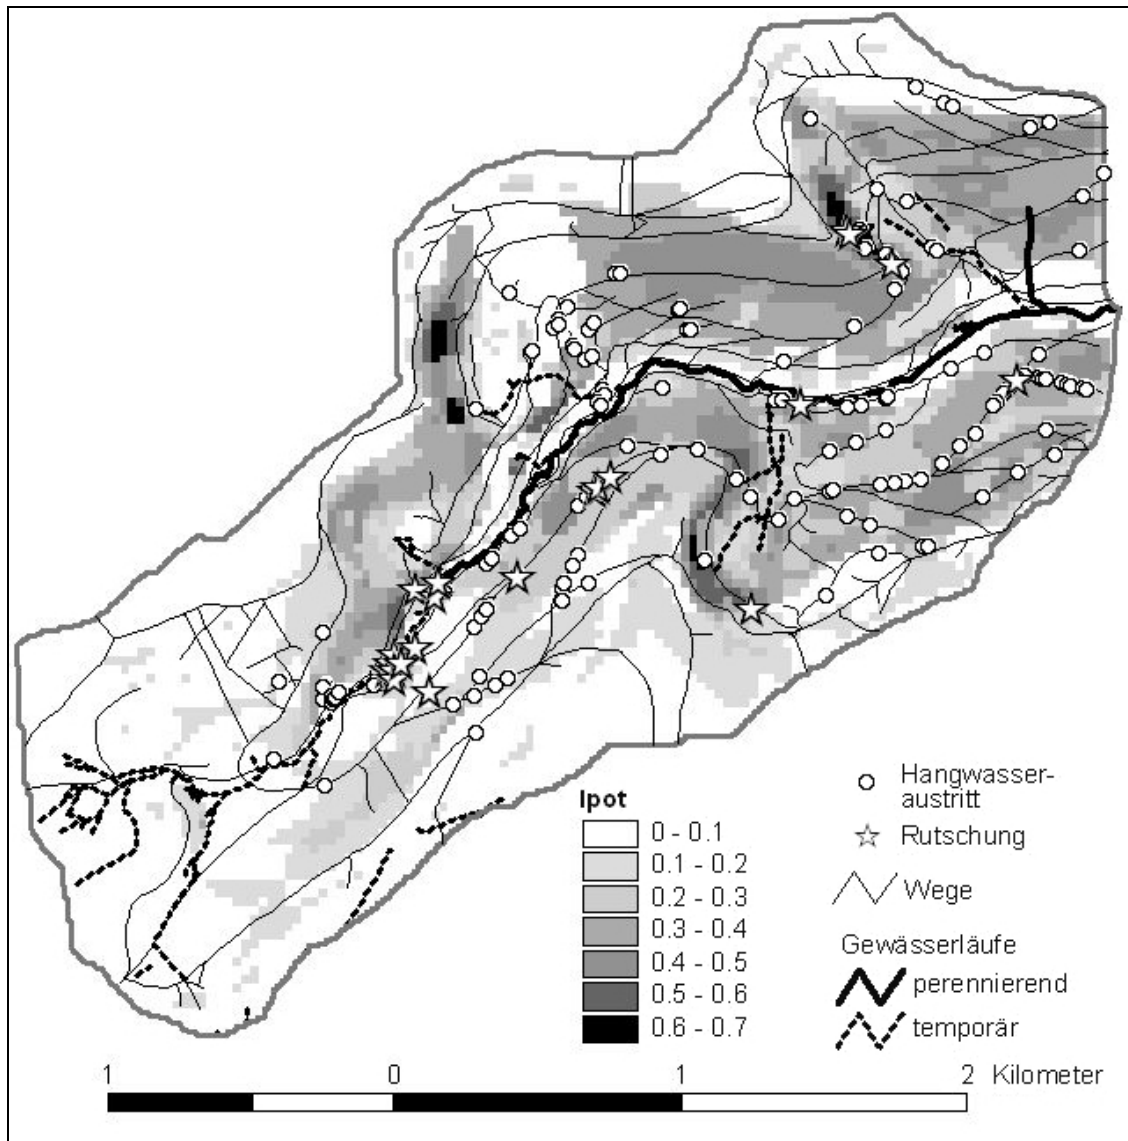 Ipot
0 - 0.1
0.1 - 0.2
0.2 - 0.3
0.3 - 0.4
0.4 - 0.5
0.5 - 0.6
0.6 - 0.7
Hangwasser-
austritt
Rutschung
Wege
Gewässerläufe
perennierend
temporär
1 0 1 2 Kilometer